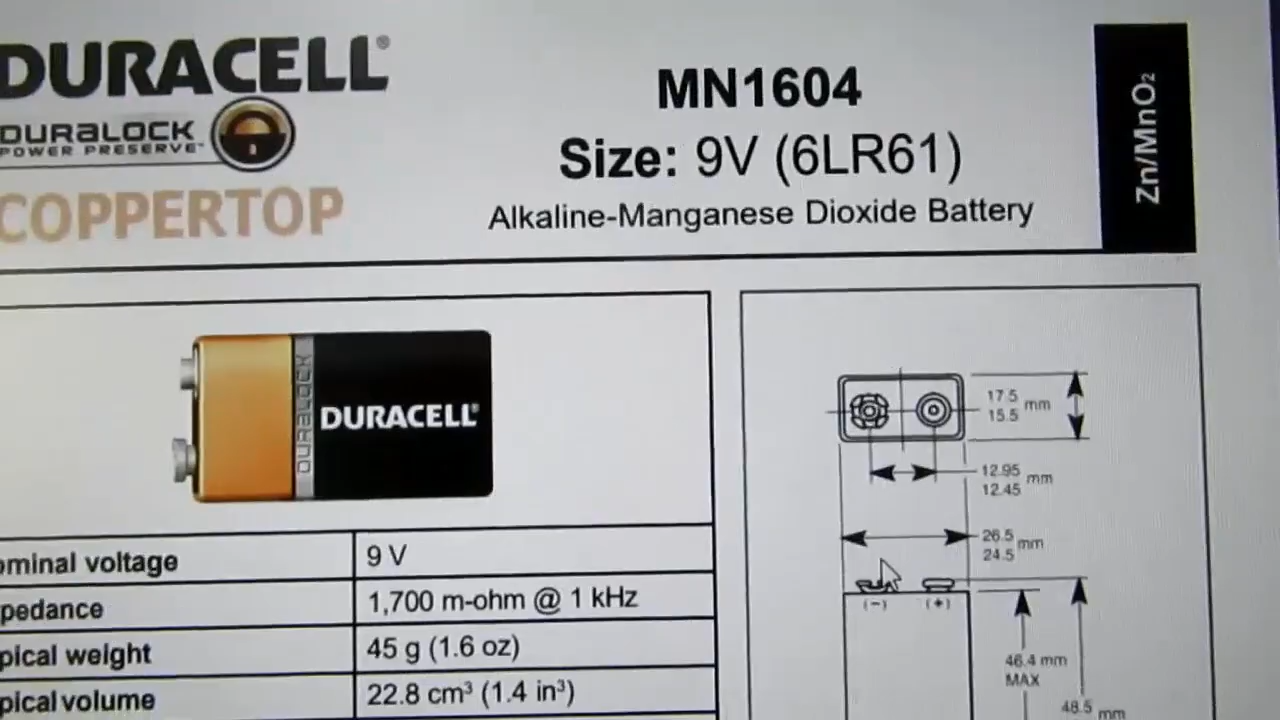 DURACELL®
DURALOCK
POWER PRESERVE™
COPPERTOP
MN1604
Size: 9V (6LR61)
Alkaline-Manganese Dioxide Battery
Zn/MnO₂
DURALOCK
DURACELL®
ominal voltage 9 V
pedance 1,700 m-ohm @ 1 kHz
pical weight 45 g (1.6 oz)
pical volume 22.8 cm³ (1.4 in³)
17.5
15.5 mm
12.95
12.45 mm
26.5
24.5 mm
(-) (+)
46.4 mm
MAX
48.5 mm